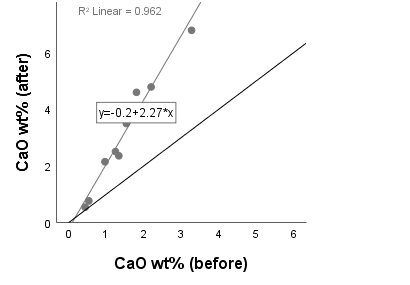 R² Linear = 0.962
6
4
2
0
y=-0.2+2.27*x
CaO wt% (after)
0 1 2 3 4 5 6
CaO wt% (before)